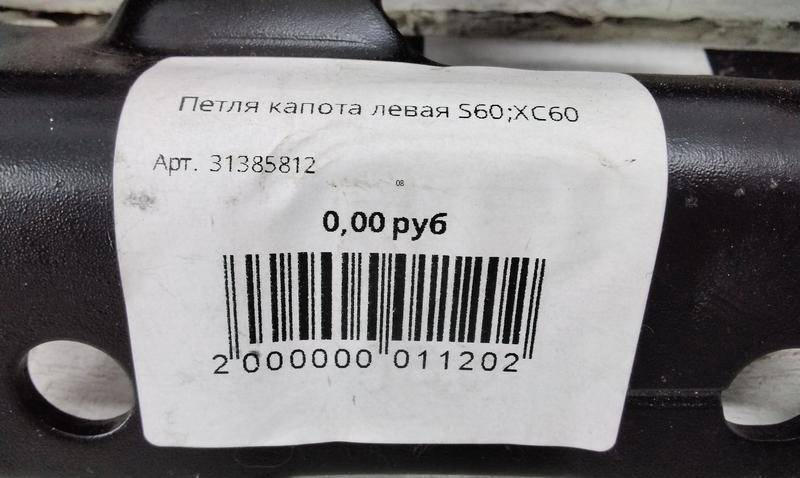 Петля капота левая S60;XC60
Арт. 31385812
08
0,00 руб
2 000000 011202